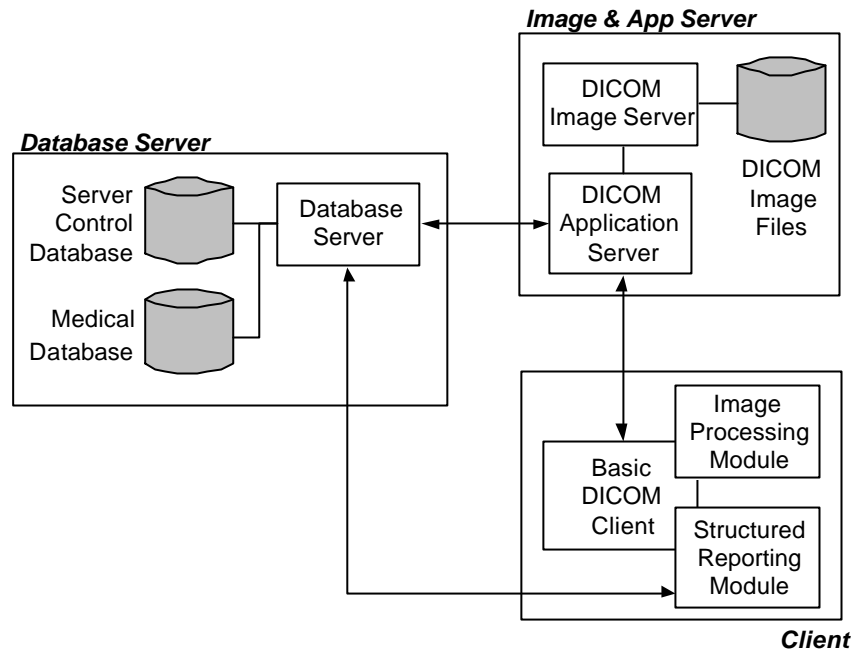 Image & App Server
DICOM
Image Server
DICOM
Image
Files
DICOM
Application
Server
Database Server
Server
Control
Database
Database
Server
Medical
Database
Image
Processing
Module
Basic
DICOM
Client
Structured
Reporting
Module
Client